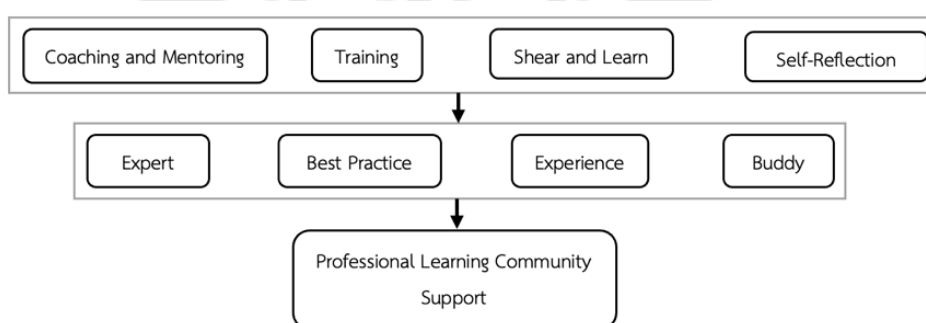 Coaching and Mentoring
Training
Shear and Learn
Self-Reflection
Expert
Best Practice
Experience
Buddy
Professional Learning Community
Support